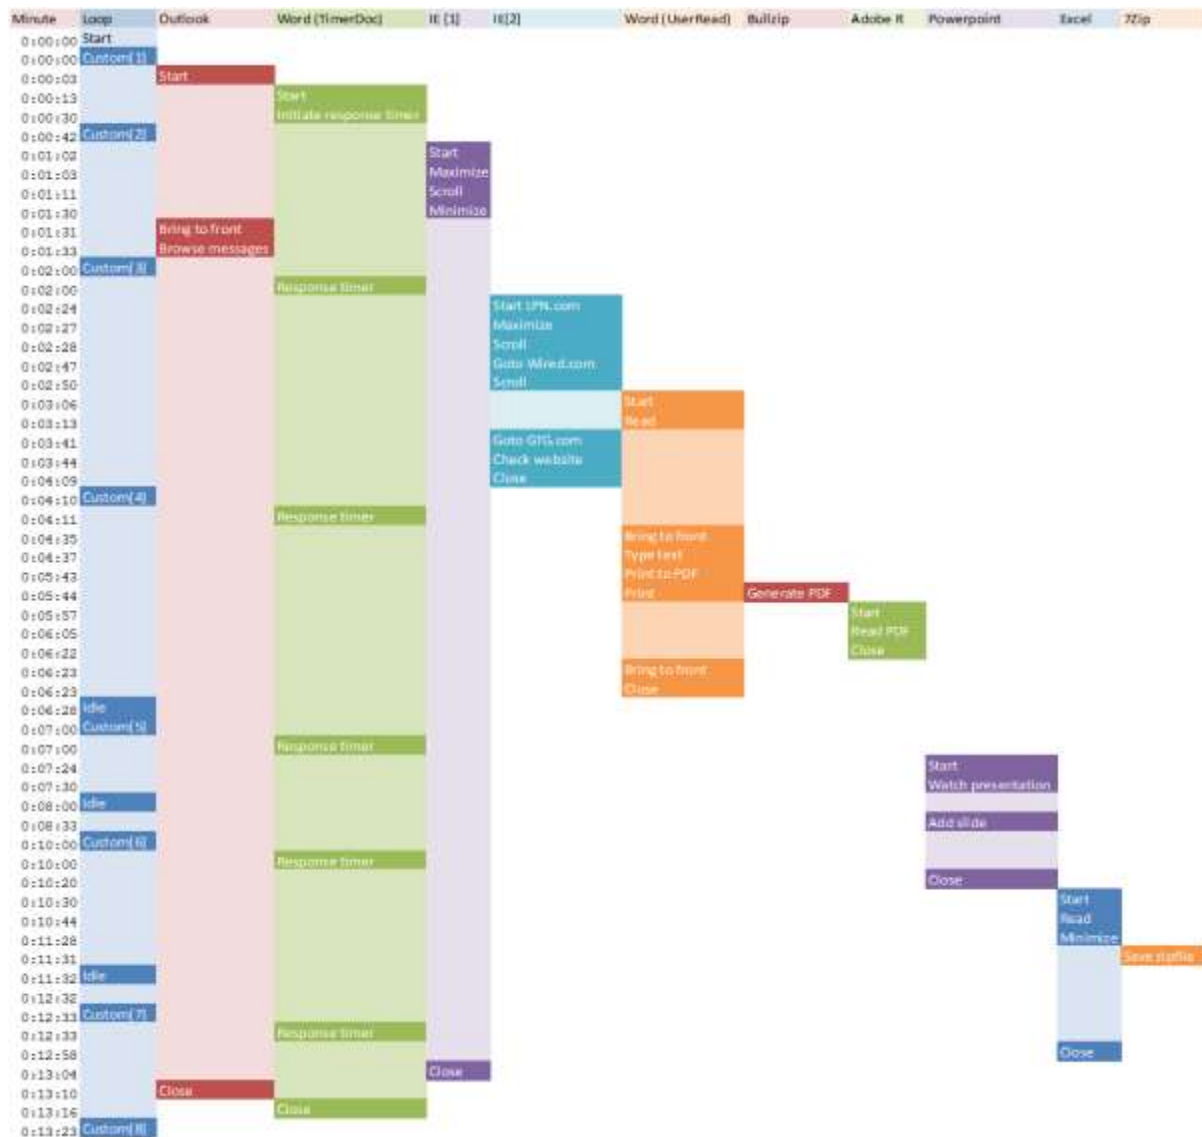 Minute Loop Outlook Word (TimerDoc) IE [1] IE[2] Word (UserRead) Bullzip Adobe R Powerpoint Excel 7Zip
0:00:00 Start
0:00:00 Custom[1]
0:00:03 Start
0:00:13 Start
0:00:30 Initiate response timer
0:00:42 Custom[2]
0:01:02 Start
0:01:03 Maximize
0:01:11 Scroll
0:01:30 Minimize
0:01:31 Bring to front
0:01:33 Browse messages
0:02:00 Custom[3]
0:02:00 Response timer
0:02:24 Start LPN.com
0:02:27 Maximize
0:02:28 Scroll
0:02:47 Goto Wired.com
0:02:50 Scroll
0:03:06 Start
0:03:13 Read
0:03:41 Goto GTG.com
0:03:44 Check website
0:04:09 Close
0:04:10 Custom[4]
0:04:11 Response timer
0:04:35 Bring to front
0:04:37 Type text
0:05:43 Print to PDF
0:05:44 Print Generate PDF
0:05:57 Start
0:06:05 Read PDF
0:06:22 Close
0:06:23 Bring to front
0:06:23 Close
0:06:28 Idle
0:07:00 Custom[5]
0:07:00 Response timer
0:07:24 Start
0:07:30 Watch presentation
0:08:00 Idle
0:08:33 Add slide
0:10:00 Custom[6]
0:10:00 Response timer
0:10:20 Close
0:10:30 Start
0:10:44 Read
0:11:28 Minimize
0:11:31 Save zipfile
0:11:32 Idle
0:12:32
0:12:33 Custom[7]
0:12:33 Response timer
0:12:58 Close
0:13:04 Close
0:13:10 Close
0:13:16 Close
0:13:23 Custom[8]